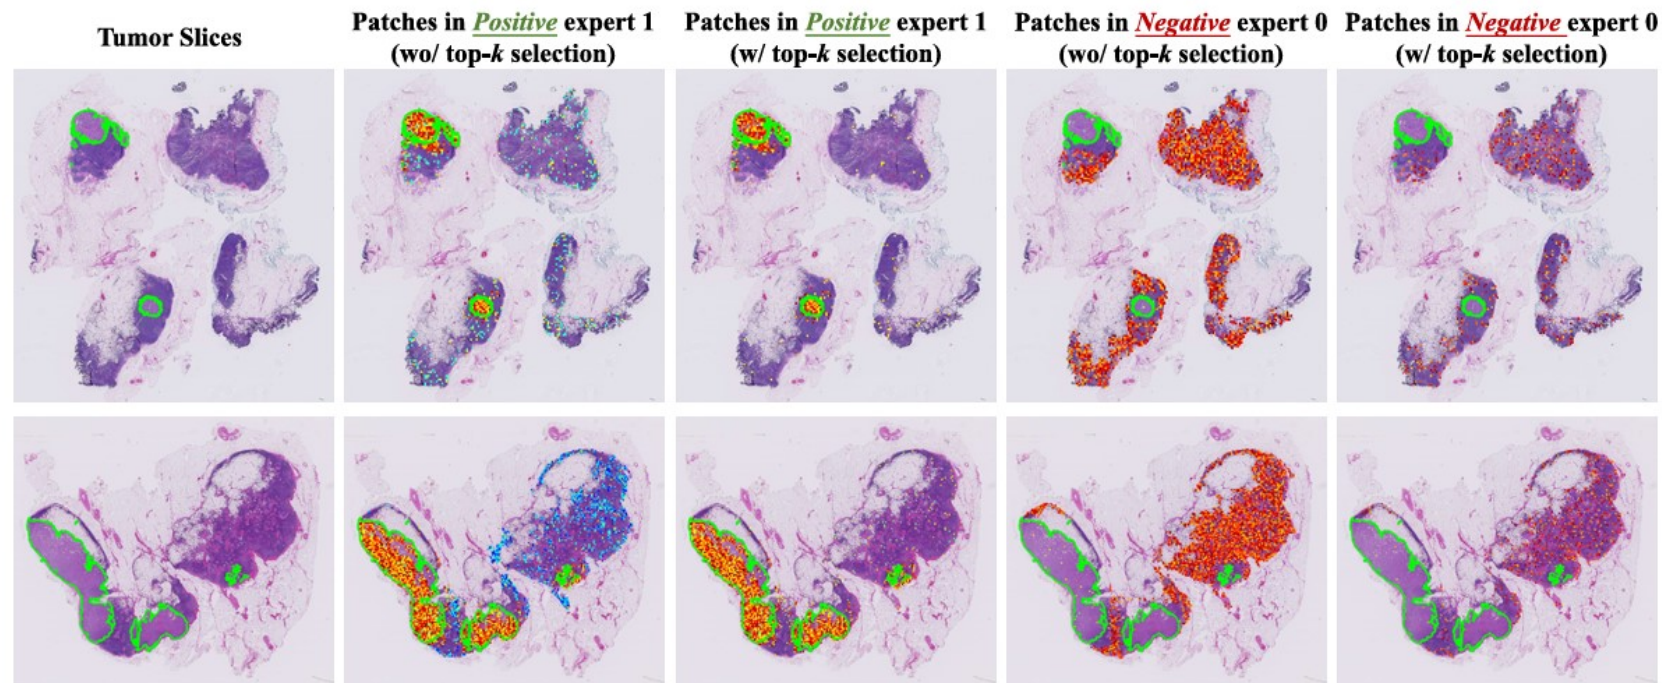 Tumor Slices
Patches in Positive expert 1
(wo/ top-k selection)
Patches in Positive expert 1
(w/ top-k selection)
Patches in Negative expert 0
(wo/ top-k selection)
Patches in Negative expert 0
(w/ top-k selection)